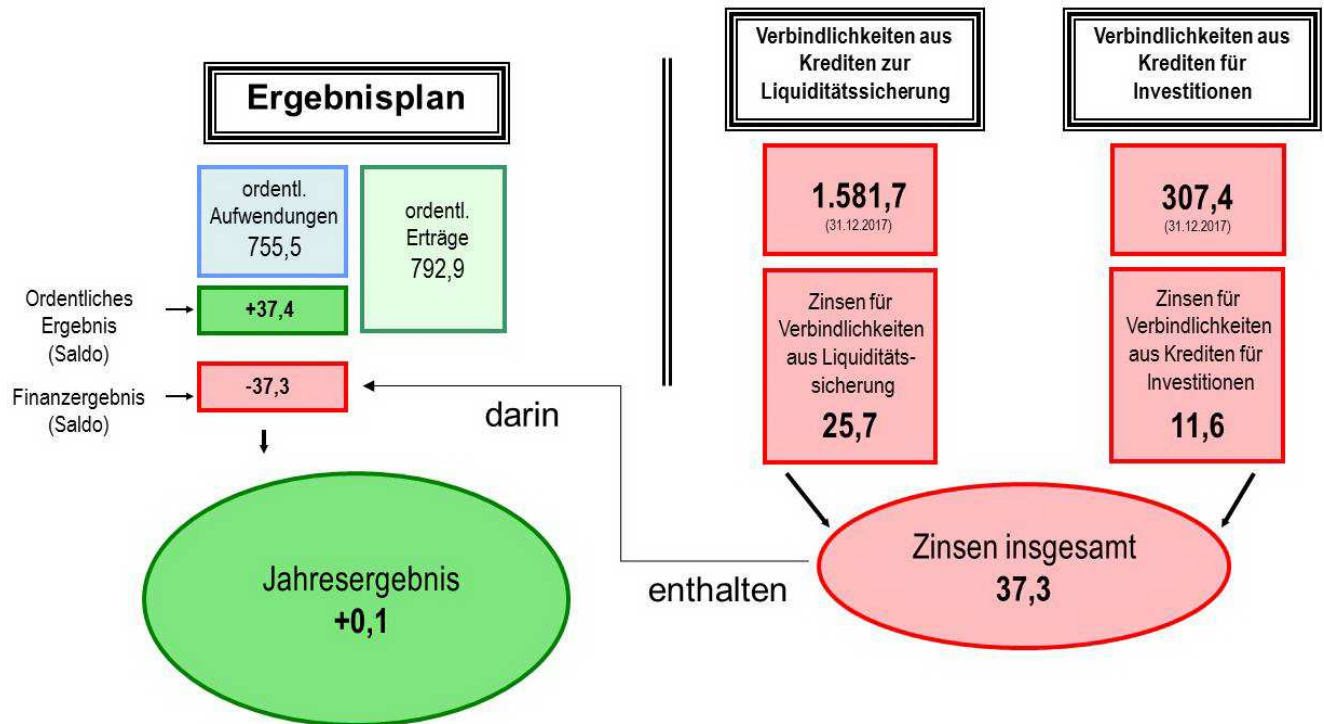 Ergebnisplan
ordentl.
Aufwendungen
755,5
ordentl.
Erträge
792,9
Ordentliches
Ergebnis
(Saldo)
+37,4
Finanzergebnis
(Saldo)
-37,3
darin
enthalten
Jahresergebnis
+0,1
Verbindlichkeiten aus
Krediten zur
Liquiditätssicherung
1.581,7
(31.12.2017)
Zinsen für
Verbindlichkeiten
aus Liquiditäts-
sicherung
25,7
Verbindlichkeiten aus
Krediten für
Investitionen
307,4
(31.12.2017)
Zinsen für
Verbindlichkeiten
aus Krediten für
Investitionen
11,6
Zinsen insgesamt
37,3